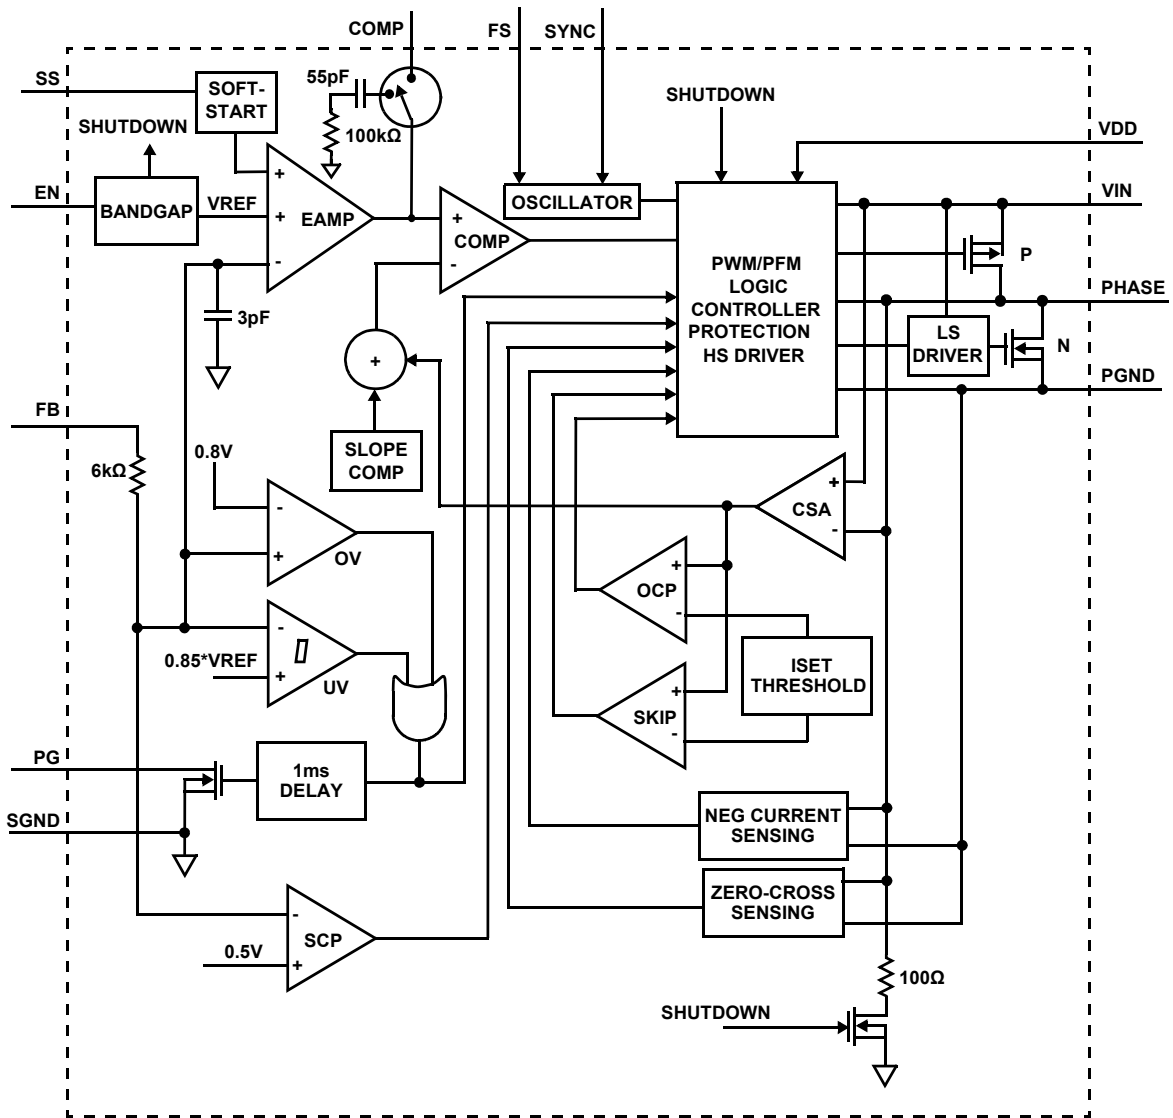 COMP
FS
SYNC
SS
SOFT-
START
55pF
100kΩ
SHUTDOWN
SHUTDOWN
VDD
EN
BANDGAP
VREF
+
+
-
EAMP
+
-
COMP
OSCILLATOR
VIN
PWM/PFM
LOGIC
CONTROLLER
PROTECTION
HS DRIVER
P
PHASE
3pF
LS
DRIVER
N
+
PGND
FB
6kΩ
0.8V
SLOPE
COMP
-
+
OV
+
-
CSA
+
-
OCP
-
+
UV
0.85*VREF
ISET
THRESHOLD
+
-
SKIP
PG
1ms
DELAY
SGND
NEG CURRENT
SENSING
ZERO-CROSS
SENSING
-
+
SCP
0.5V
100Ω
SHUTDOWN